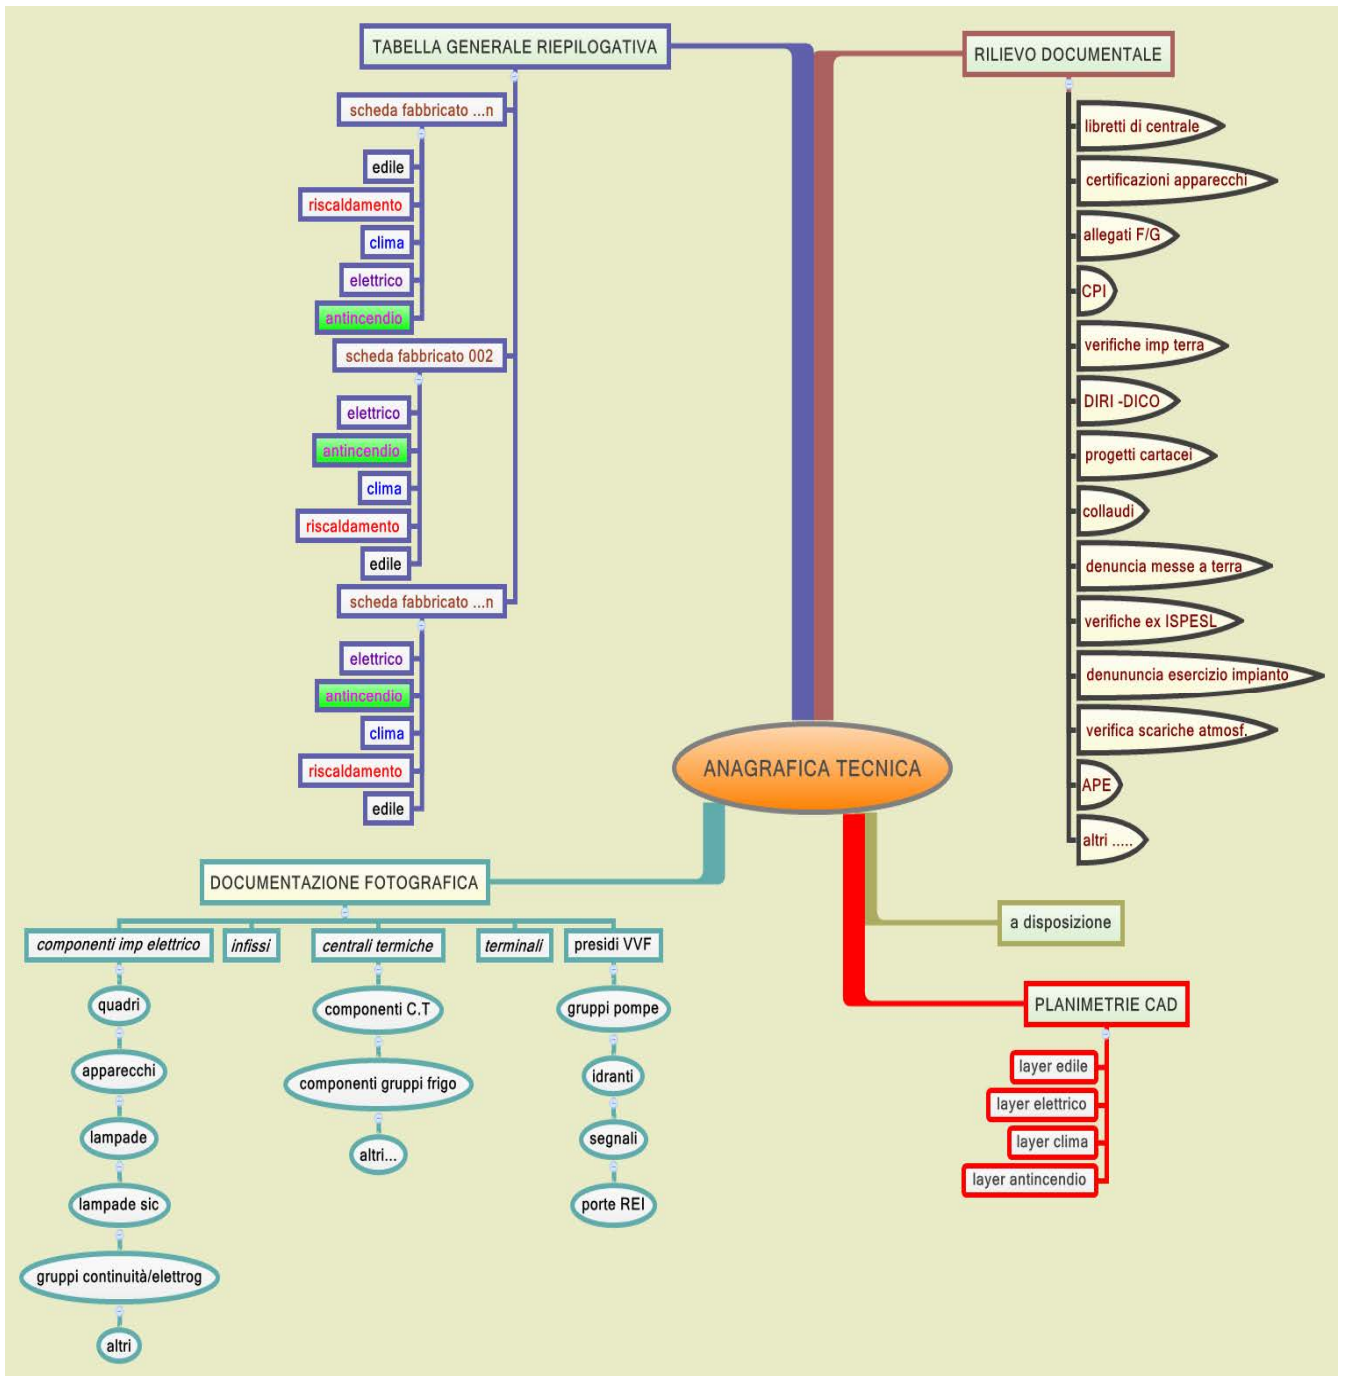 TABELLA GENERALE RIEPILOGATIVA
scheda fabbricato ...n
edile
riscaldamento
clima
elettrico
antincendio
scheda fabbricato 002
elettrico
antincendio
clima
riscaldamento
edile
scheda fabbricato ...n
elettrico
antincendio
clima
riscaldamento
edile
RILIEVO DOCUMENTALE
libretti di centrale
certificazioni apparecchi
allegati F/G
CPI
verifiche imp terra
DIRI -DICO
progetti cartacei
collaudi
denuncia messe a terra
verifiche ex ISPESL
denununcia esercizio impianto
verifica scariche atmosf.
APE
altri .....
ANAGRAFICA TECNICA
DOCUMENTAZIONE FOTOGRAFICA
componenti imp elettrico
quadri
apparecchi
lampade
lampade sic
gruppi continuità/elettrog
altri
infissi
centrali termiche
componenti C.T
componenti gruppi frigo
altri...
terminali
presidi VVF
gruppi pompe
idranti
segnali
porte REI
a disposizione
PLANIMETRIE CAD
layer edile
layer elettrico
layer clima
layer antincendio